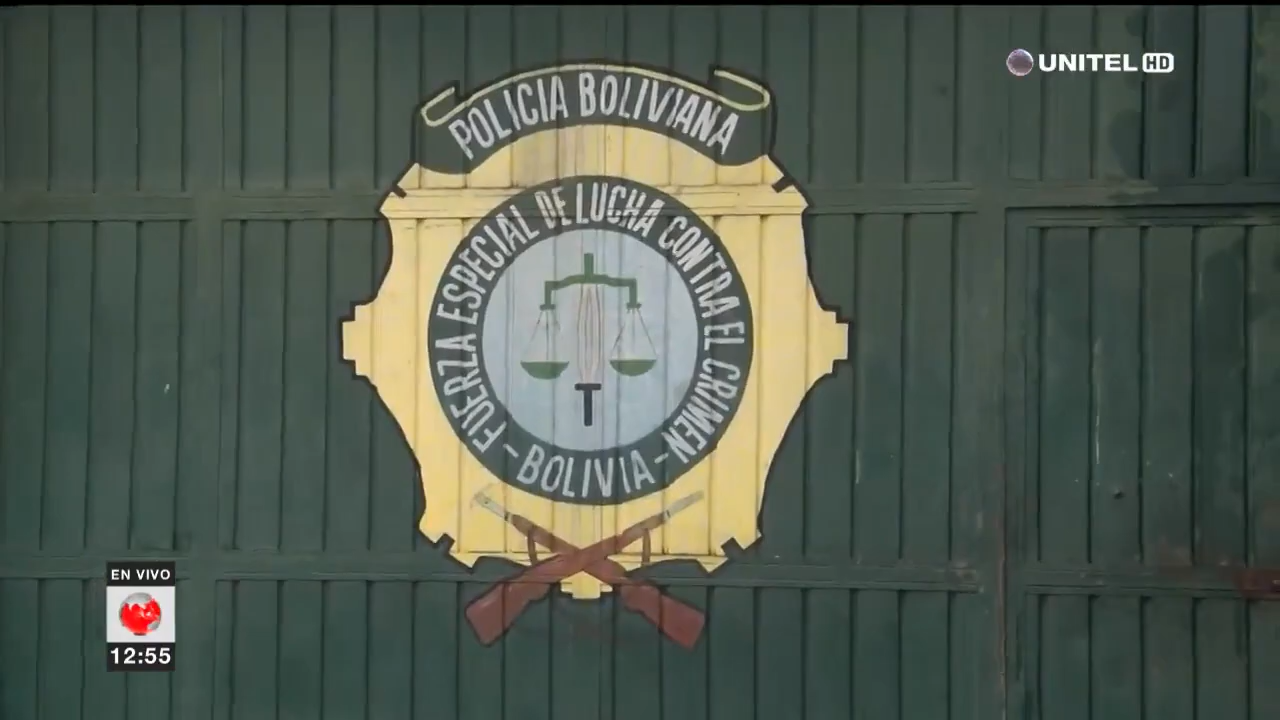 UNITEL HD
POLICIA BOLIVIANA
FUERZA ESPECIAL DE LUCHA CONTRA EL CRIMEN
- BOLIVIA -
EN VIVO
12:55